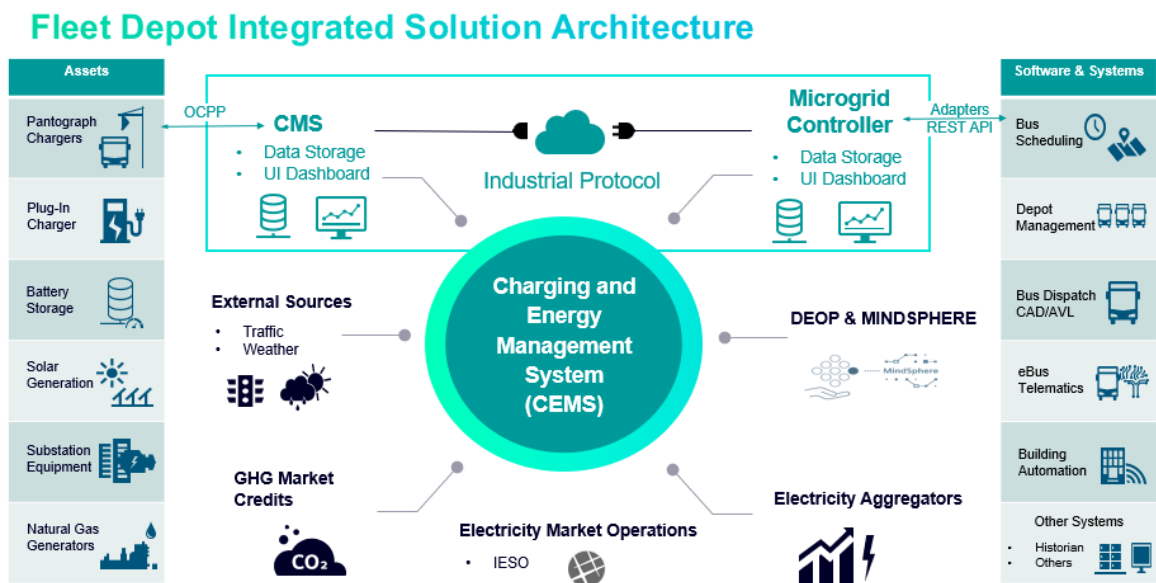 Fleet Depot Integrated Solution Architecture
Assets
Pantograph
Chargers
Plug-In
Charger
Battery
Storage
Solar
Generation
Substation
Equipment
Natural Gas
Generators
OCPP
CMS
• Data Storage
• UI Dashboard
Industrial Protocol
Microgrid
Controller
• Data Storage
• UI Dashboard
Adapters
REST API
External Sources
• Traffic
• Weather
Charging and
Energy
Management
System
(CEMS)
DEOP & MINDSPHERE
MindSphere
GHG Market
Credits
CO₂
Electricity Market Operations
• IESO
Electricity Aggregators
Software & Systems
Bus
Scheduling
Depot
Management
Bus Dispatch
CAD/AVL
eBus
Telematics
Building
Automation
Other Systems
• Historian
• Others